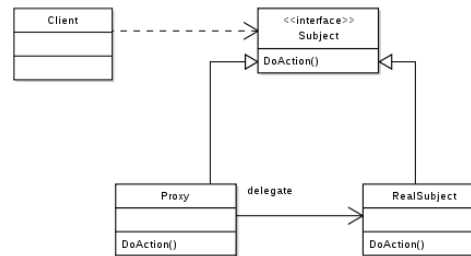 Client
<<interface>>
Subject
DoAction()
Proxy
delegate
RealSubject
DoAction()
DoAction()